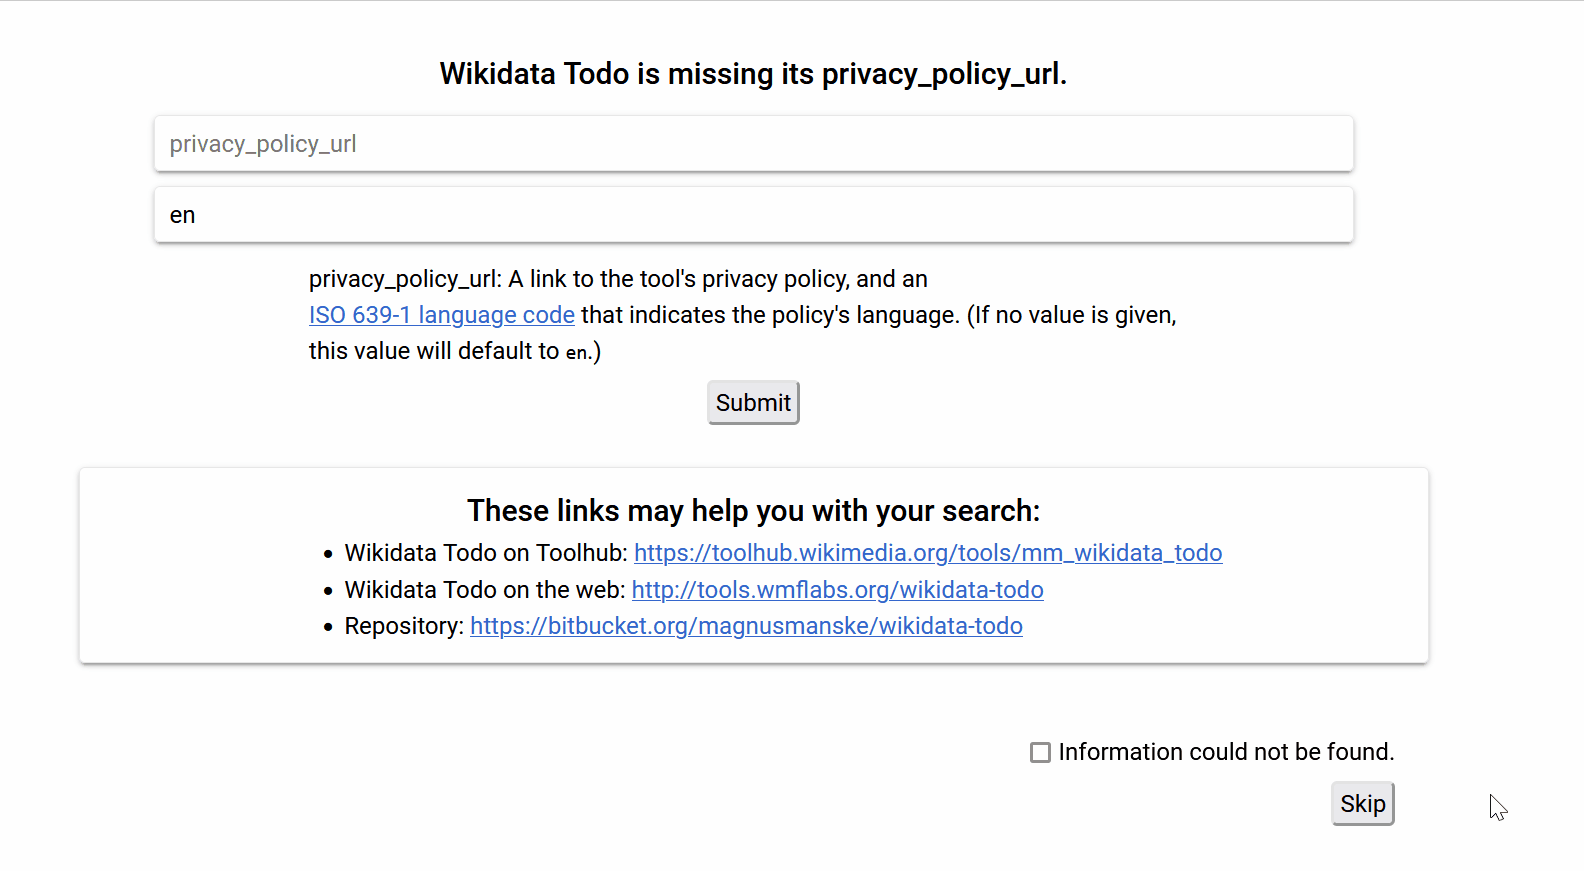 Wikidata Todo is missing its privacy_policy_url.
privacy_policy_url
en
privacy_policy_url: A link to the tool's privacy policy, and an
ISO 639-1 language code that indicates the policy's language. (If no value is given,
this value will default to en.)
Submit
These links may help you with your search:
• Wikidata Todo on Toolhub: https://toolhub.wikimedia.org/tools/mm_wikidata_todo
• Wikidata Todo on the web: http://tools.wmflabs.org/wikidata-todo
• Repository: https://bitbucket.org/magnusmanske/wikidata-todo
Information could not be found.
Skip